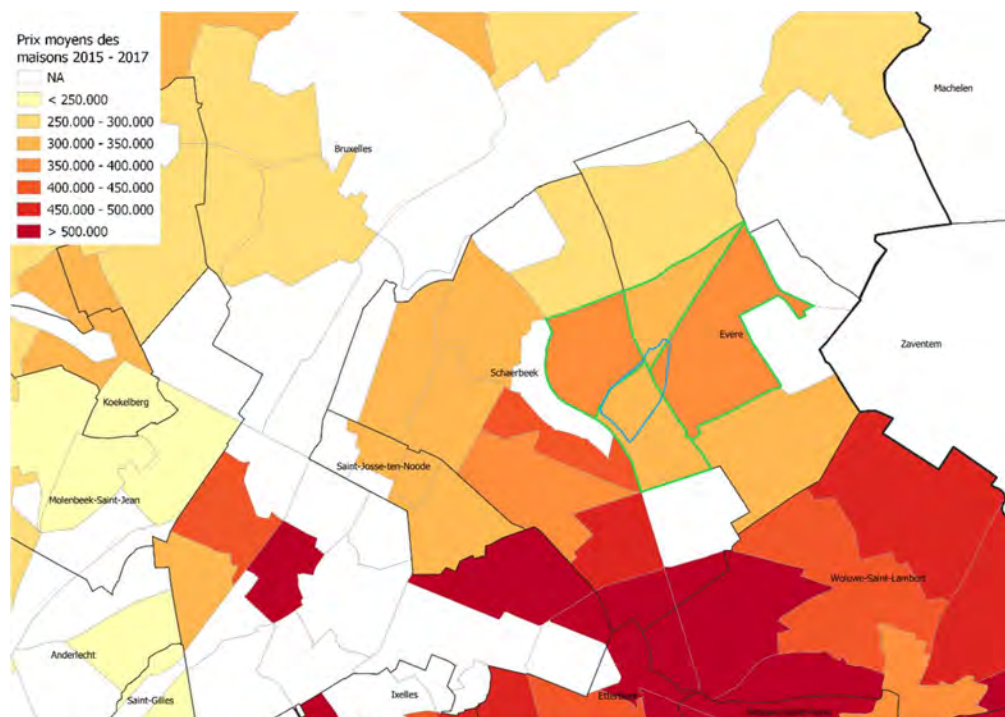 Prix moyens des
maisons 2015 - 2017
NA
< 250.000
250.000 - 300.000
300.000 - 350.000
350.000 - 400.000
400.000 - 450.000
450.000 - 500.000
> 500.000
Machelen
Bruxelles
Evere
Zaventem
Schaerbeek
Koekelberg
Saint-Josse-ten-Noode
Molenbeek-Saint-Jean
Woluwe-Saint-Lambert
Anderlecht
Saint-Gilles
Ixelles
Etterbeek